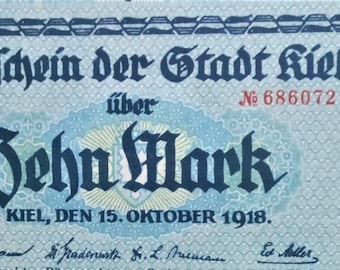 schein der Stadt Kiel
über
№ 686072
Zehn Mark
KIEL, DEN 15. OKTOBER 1918.